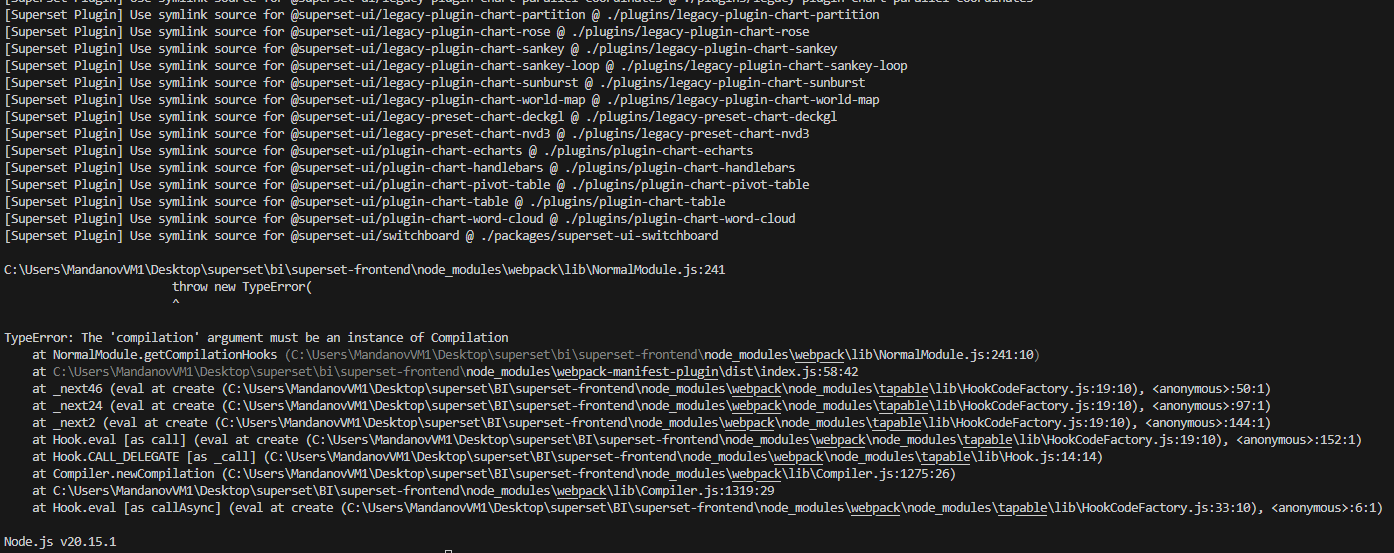 [Superset Plugin] Use symlink source for @superset-ui/legacy-plugin-chart-parallel-coordinates @ ./plugins/legacy-plugin-chart-parallel-coordinates
[Superset Plugin] Use symlink source for @superset-ui/legacy-plugin-chart-partition @ ./plugins/legacy-plugin-chart-partition
[Superset Plugin] Use symlink source for @superset-ui/legacy-plugin-chart-rose @ ./plugins/legacy-plugin-chart-rose
[Superset Plugin] Use symlink source for @superset-ui/legacy-plugin-chart-sankey @ ./plugins/legacy-plugin-chart-sankey
[Superset Plugin] Use symlink source for @superset-ui/legacy-plugin-chart-sankey-loop @ ./plugins/legacy-plugin-chart-sankey-loop
[Superset Plugin] Use symlink source for @superset-ui/legacy-plugin-chart-sunburst @ ./plugins/legacy-plugin-chart-sunburst
[Superset Plugin] Use symlink source for @superset-ui/legacy-plugin-chart-world-map @ ./plugins/legacy-plugin-chart-world-map
[Superset Plugin] Use symlink source for @superset-ui/legacy-preset-chart-deckgl @ ./plugins/legacy-preset-chart-deckgl
[Superset Plugin] Use symlink source for @superset-ui/legacy-preset-chart-nvd3 @ ./plugins/legacy-preset-chart-nvd3
[Superset Plugin] Use symlink source for @superset-ui/plugin-chart-echarts @ ./plugins/plugin-chart-echarts
[Superset Plugin] Use symlink source for @superset-ui/plugin-chart-handlebars @ ./plugins/plugin-chart-handlebars
[Superset Plugin] Use symlink source for @superset-ui/plugin-chart-pivot-table @ ./plugins/plugin-chart-pivot-table
[Superset Plugin] Use symlink source for @superset-ui/plugin-chart-table @ ./plugins/plugin-chart-table
[Superset Plugin] Use symlink source for @superset-ui/plugin-chart-word-cloud @ ./plugins/plugin-chart-word-cloud
[Superset Plugin] Use symlink source for @superset-ui/switchboard @ ./packages/superset-ui-switchboard
C:\Users\MandanovVM1\Desktop\superset\bi\superset-frontend\node_modules\webpack\lib\NormalModule.js:241
throw new TypeError(
^
TypeError: The 'compilation' argument must be an instance of Compilation
at NormalModule.getCompilationHooks (C:\Users\MandanovVM1\Desktop\superset\bi\superset-frontend\node_modules\webpack\lib\NormalModule.js:241:10)
at C:\Users\MandanovVM1\Desktop\superset\bi\superset-frontend\node_modules\webpack-manifest-plugin\dist\index.js:58:42
at _next46 (eval at create (C:\Users\MandanovVM1\Desktop\superset\BI\superset-frontend\node_modules\webpack\node_modules\tapable\lib\HookCodeFactory.js:19:10), <anonymous>:50:1)
at _next24 (eval at create (C:\Users\MandanovVM1\Desktop\superset\BI\superset-frontend\node_modules\webpack\node_modules\tapable\lib\HookCodeFactory.js:19:10), <anonymous>:97:1)
at _next2 (eval at create (C:\Users\MandanovVM1\Desktop\superset\BI\superset-frontend\node_modules\webpack\node_modules\tapable\lib\HookCodeFactory.js:19:10), <anonymous>:144:1)
at Hook.eval [as call] (eval at create (C:\Users\MandanovVM1\Desktop\superset\BI\superset-frontend\node_modules\webpack\node_modules\tapable\lib\HookCodeFactory.js:19:10), <anonymous>:152:1)
at Hook.CALL_DELEGATE [as _call] (C:\Users\MandanovVM1\Desktop\superset\BI\superset-frontend\node_modules\webpack\node_modules\tapable\lib\Hook.js:14:14)
at Compiler.newCompilation (C:\Users\MandanovVM1\Desktop\superset\BI\superset-frontend\node_modules\webpack\lib\Compiler.js:1275:26)
at C:\Users\MandanovVM1\Desktop\superset\BI\superset-frontend\node_modules\webpack\lib\Compiler.js:1319:29
at Hook.eval [as callAsync] (eval at create (C:\Users\MandanovVM1\Desktop\superset\BI\superset-frontend\node_modules\webpack\node_modules\tapable\lib\HookCodeFactory.js:33:10), <anonymous>:6:1)
Node.js v20.15.1